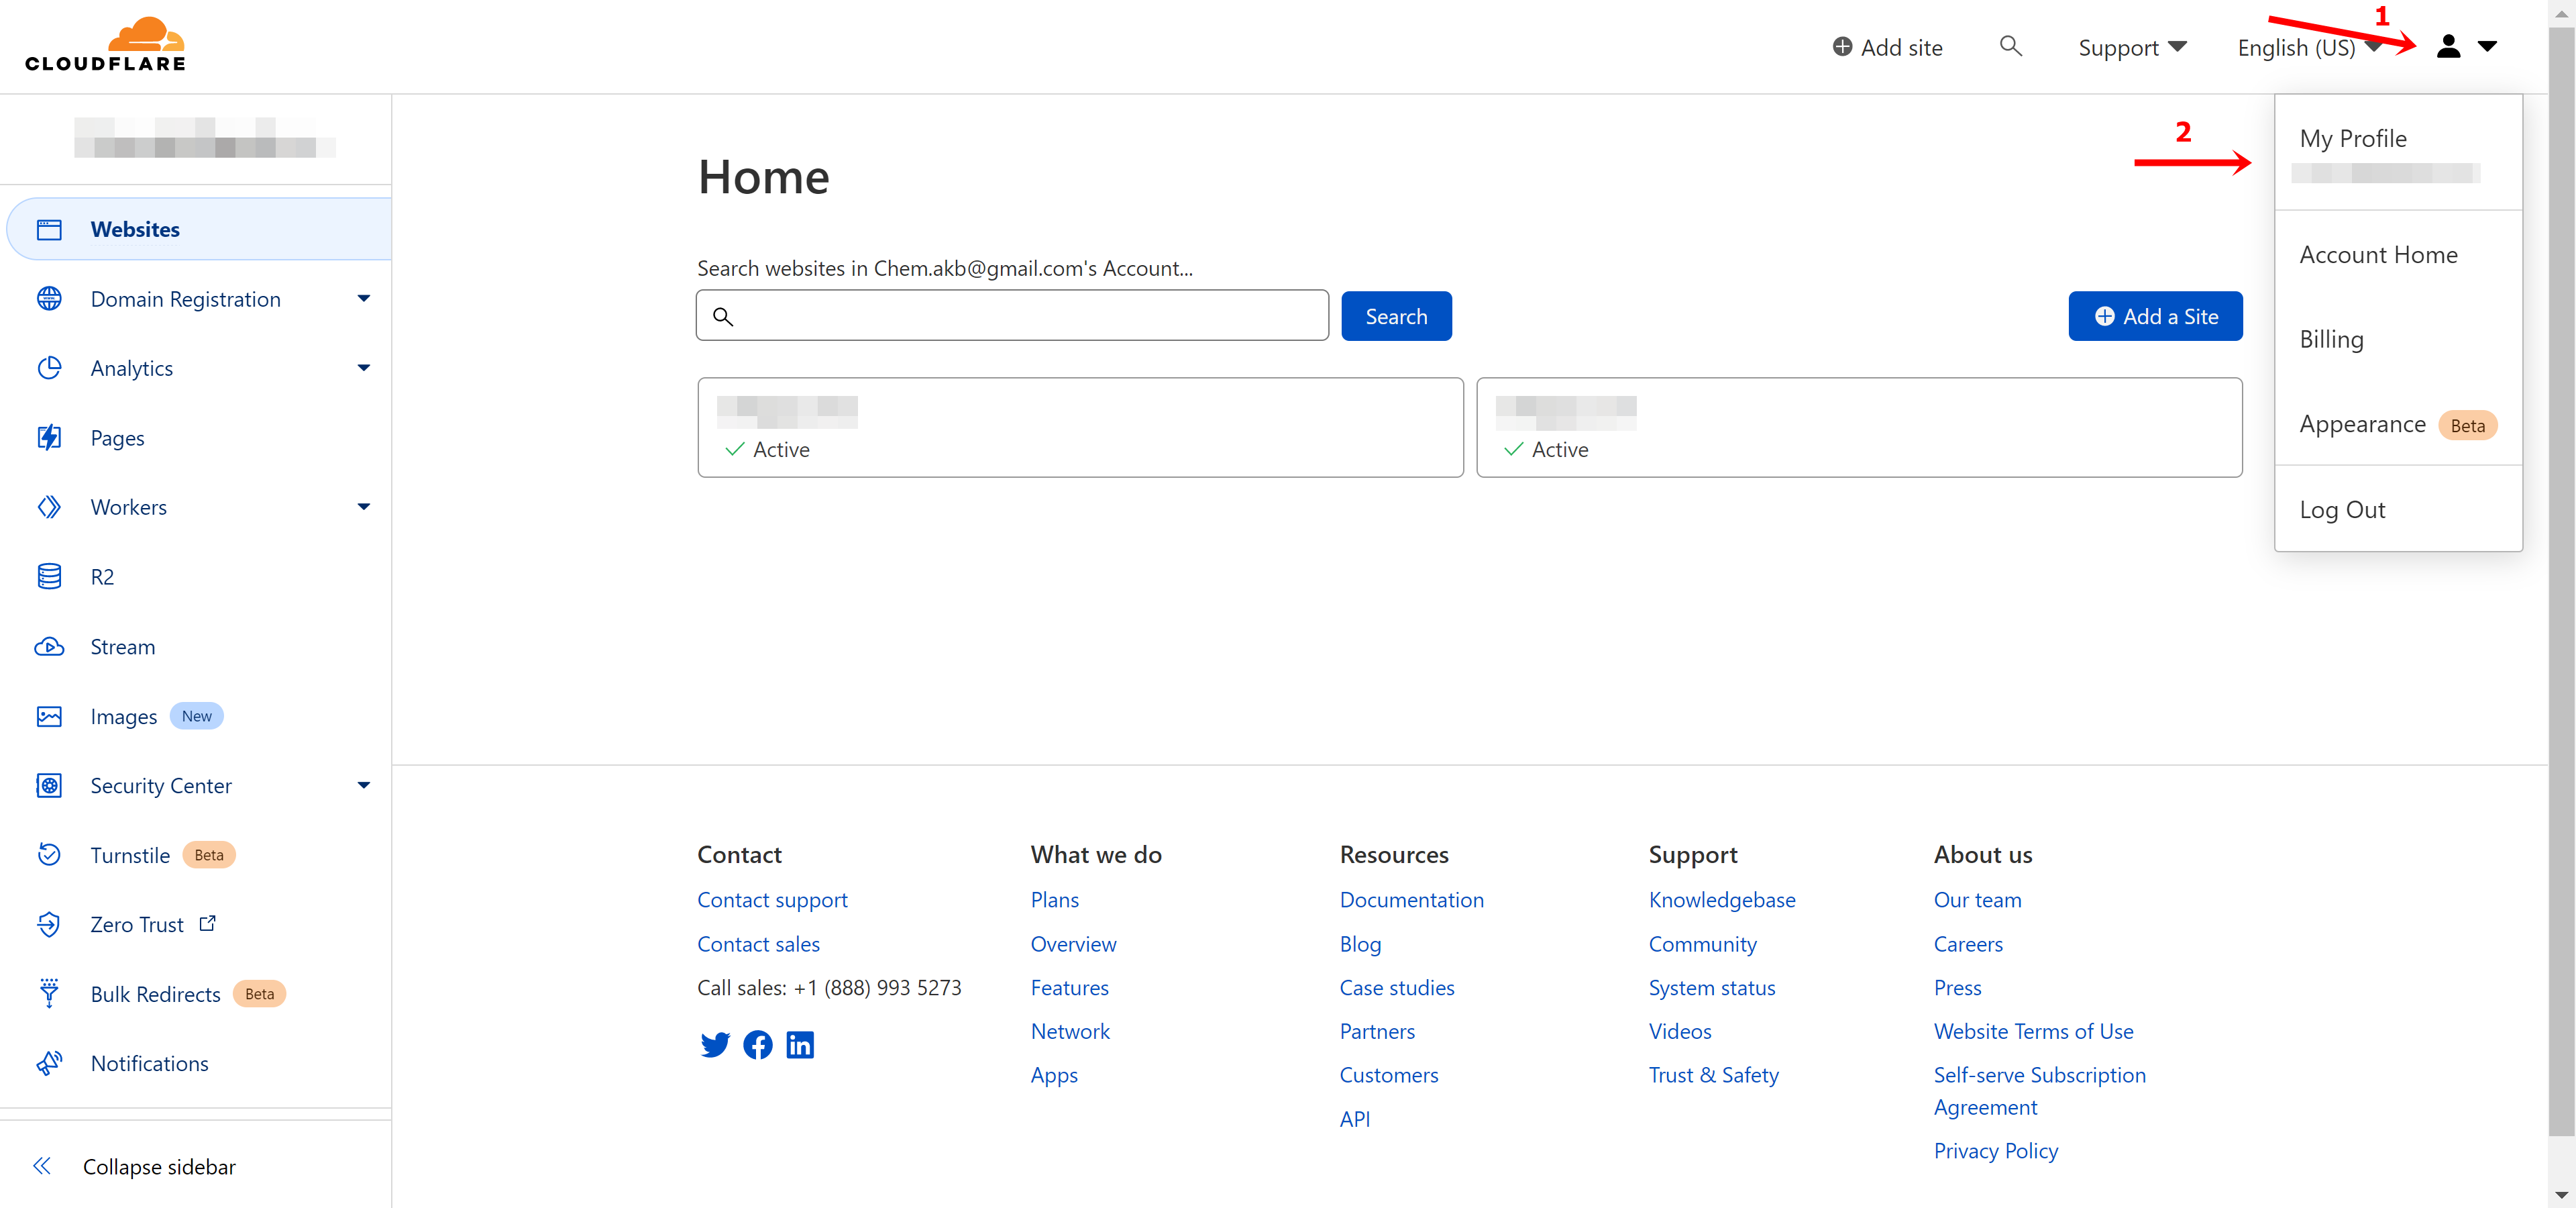 CLOUDFLARE
Add site
Support
English (US)
1
2
My Profile
Account Home
Billing
Appearance Beta
Log Out
Websites
Domain Registration
Analytics
Pages
Workers
R2
Stream
Images New
Security Center
Turnstile Beta
Zero Trust
Bulk Redirects Beta
Notifications
Collapse sidebar
Home
Search websites in Chem.akb@gmail.com's Account...
Search
Add a Site
Active
Active
Contact
Contact support
Contact sales
Call sales: +1 (888) 993 5273
What we do
Plans
Overview
Features
Network
Apps
Resources
Documentation
Blog
Case studies
Partners
Customers
API
Support
Knowledgebase
Community
System status
Videos
Trust & Safety
About us
Our team
Careers
Press
Website Terms of Use
Self-serve Subscription
Agreement
Privacy Policy